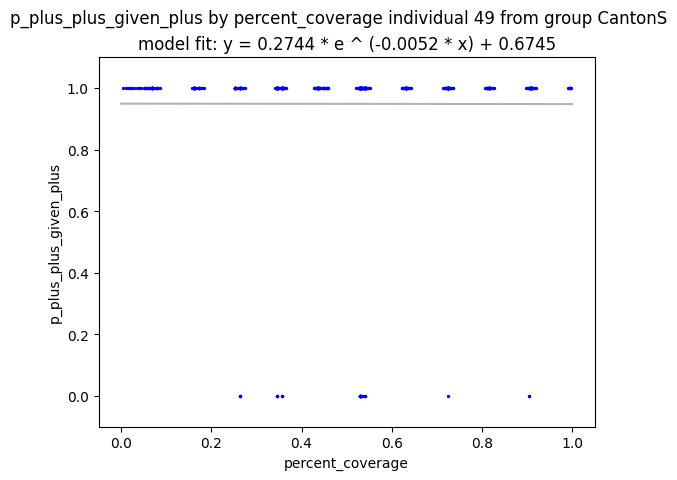 p_plus_plus_given_plus by percent_coverage individual 49 from group CantonS
model fit: y = 0.2744 * e ^ (-0.0052 * x) + 0.6745
1.0
0.8
0.6
0.4
0.2
0.0
p_plus_plus_given_plus
0.0 0.2 0.4 0.6 0.8 1.0
percent_coverage